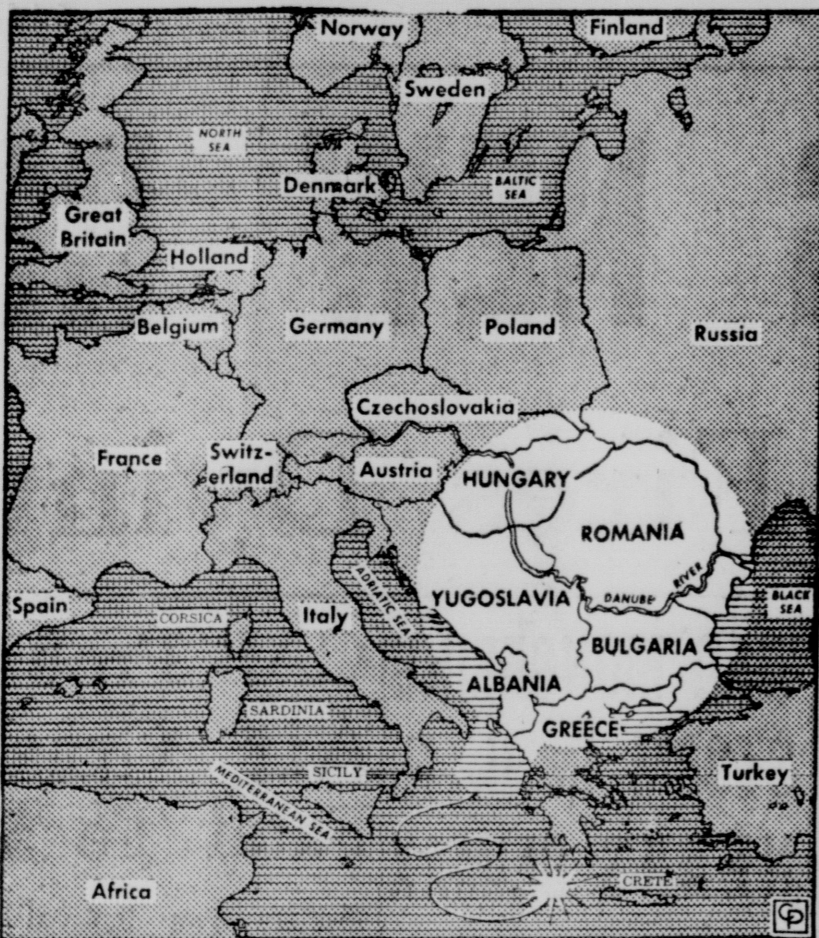 Norway
Finland
Sweden
NORTH
SEA
Denmark
BALTIC
SEA
Great
Britain
Holland
Belgium
Germany
Poland
Russia
Czechoslovakia
France
Switz-
erland
Austria
HUNGARY
ROMANIA
Spain
CORSICA
Italy
ADRIATIC SEA
YUGOSLAVIA
DANUBE RIVER
BLACK
SEA
BULGARIA
ALBANIA
SARDINIA
GREECE
SICILY
MEDITERRANEAN SEA
Turkey
Africa
CRETE
CP